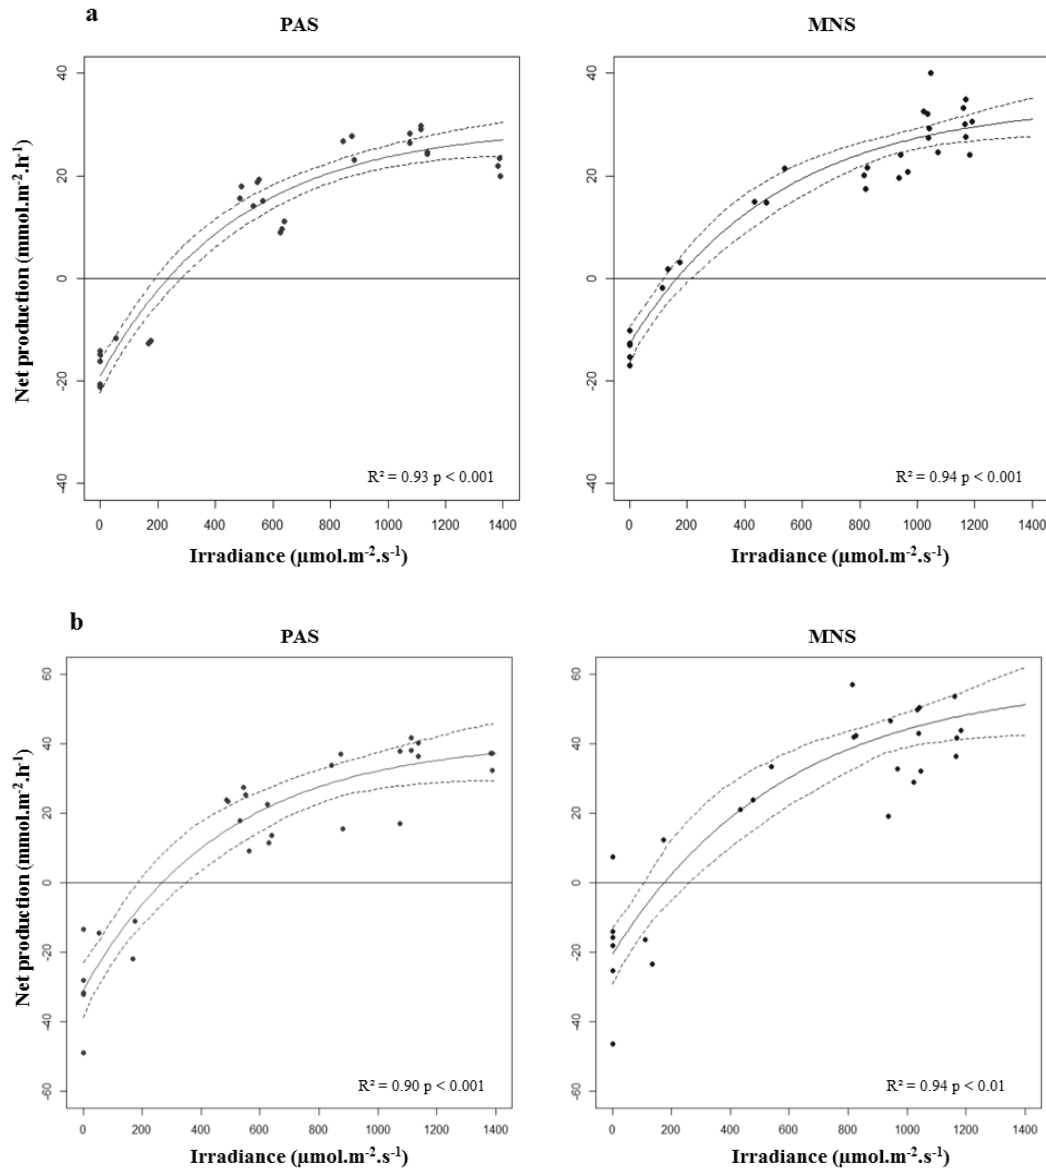 a
PAS
MNS
Net production (mmol.m⁻².hr¹)
40
20
0
-20
-40
R² = 0.93 p < 0.001
0 200 400 600 800 1000 1200 1400
Irradiance (µmol.m⁻².s⁻¹)
40
20
0
-20
-40
R² = 0.94 p < 0.001
0 200 400 600 800 1000 1200 1400
Irradiance (µmol.m⁻².s⁻¹)
b
PAS
MNS
Net production (mmol.m⁻².hr¹)
60
40
20
0
-20
-40
-60
R² = 0.90 p < 0.001
0 200 400 600 800 1000 1200 1400
Irradiance (µmol.m⁻².s⁻¹)
60
40
20
0
-20
-40
-60
R² = 0.94 p < 0.01
0 200 400 600 800 1000 1200 1400
Irradiance (µmol.m⁻².s⁻¹)